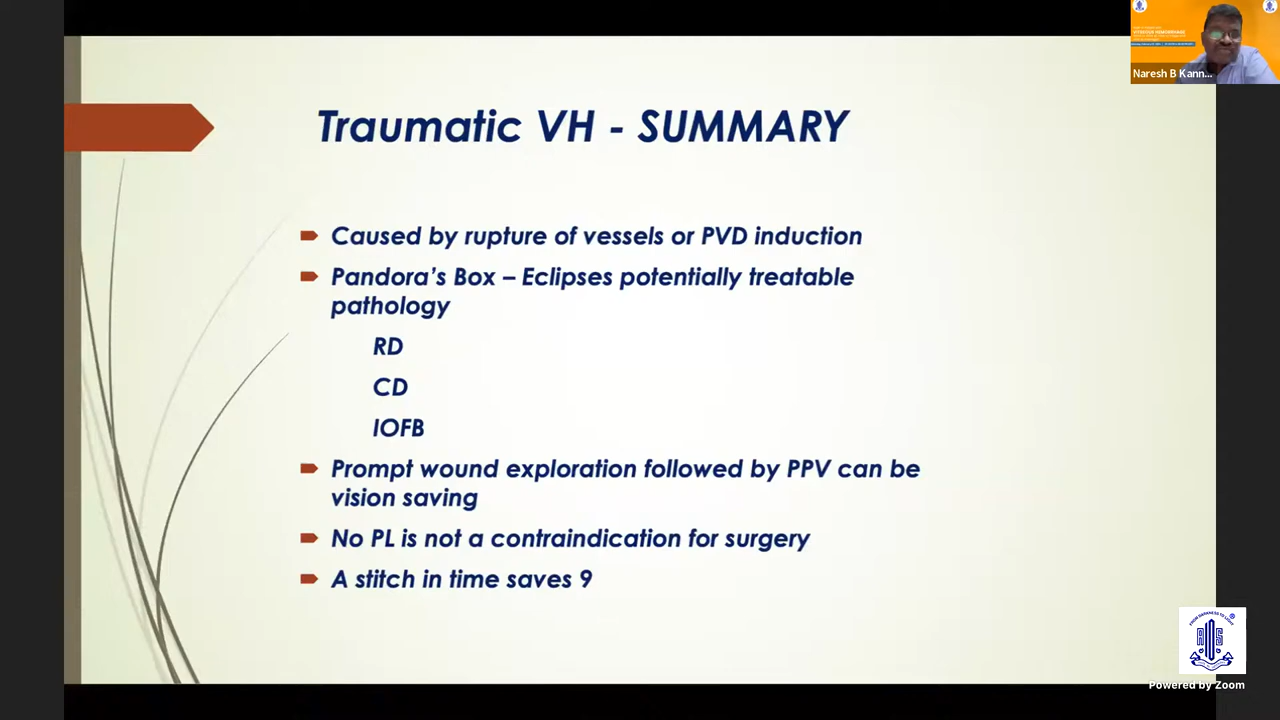 Traumatic VH - SUMMARY
Caused by rupture of vessels or PVD induction
Pandora's Box – Eclipses potentially treatable
pathology
RD
CD
IOFB
Prompt wound exploration followed by PPV can be
vision saving
No PL is not a contraindication for surgery
A stitch in time saves 9
VITREOUS HEMORRHAGE
Naresh B Kann...
Powered by Zoom